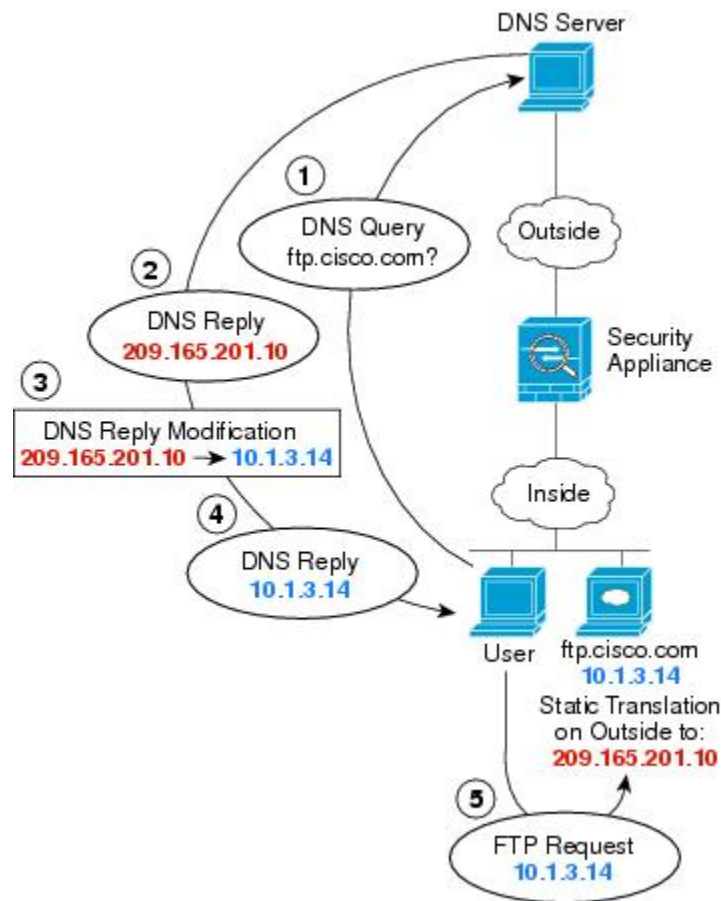 DNS Server
1
DNS Query
ftp.cisco.com?
Outside
2
DNS Reply
209.165.201.10
Security
Appliance
3
DNS Reply Modification
209.165.201.10 → 10.1.3.14
Inside
4
DNS Reply
10.1.3.14
User
ftp.cisco.com
10.1.3.14
Static Translation
on Outside to:
209.165.201.10
5
FTP Request
10.1.3.14